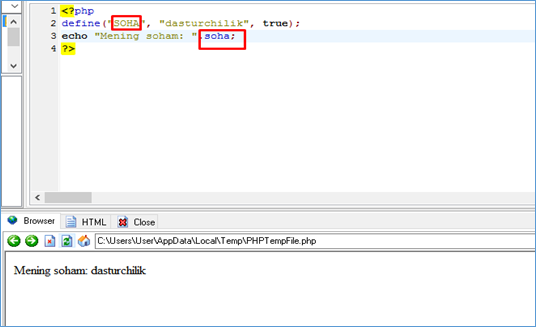 1 <?php
2 define("SOHA", "dasturchilik", true);
3 echo "Mening soham: ".soha;
4 ?>
Browser HTML Close
C:\Users\User\AppData\Local\Temp\PHPTempFile.php
Mening soham: dasturchilik